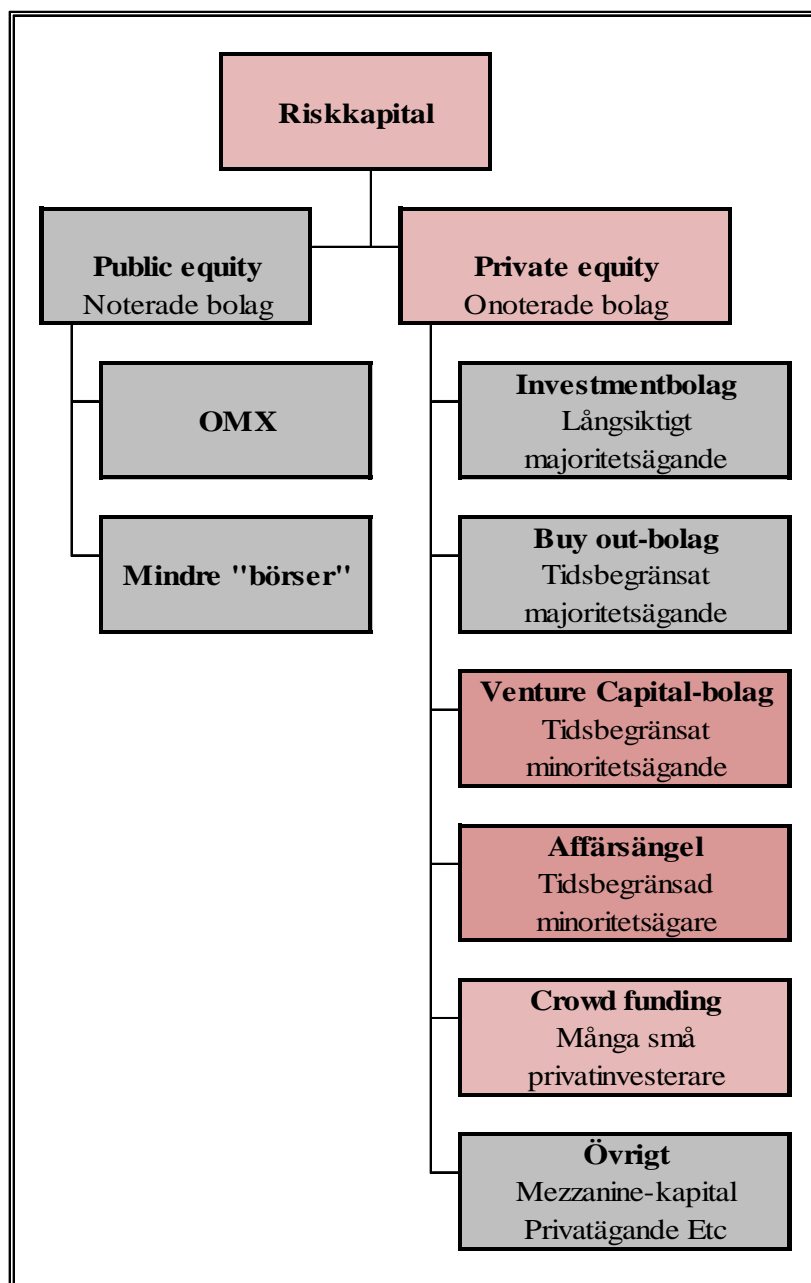 Riskkapital
Public equity
Noterade bolag
Private equity
Onoterade bolag
OMX
Mindre "börser"
Investmentbolag
Långsiktigt
majoritetsägande
Buy out-bolag
Tidsbegränsat
majoritetsägande
Venture Capital-bolag
Tidsbegränsat
minoritetsägande
Affärsängel
Tidsbegränsad
minoritetsägare
Crowd funding
Många små
privatinvesterare
Övrigt
Mezzanine-kapital
Privatägande Etc